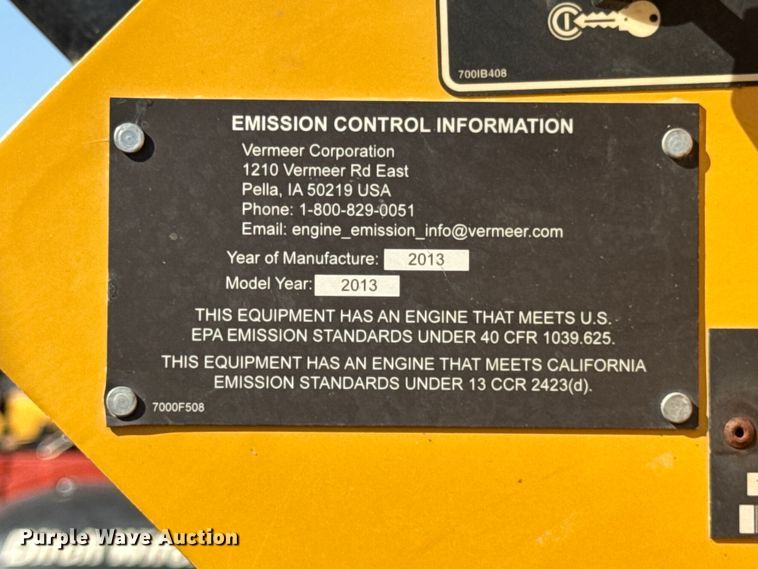 700IB408
EMISSION CONTROL INFORMATION
Vermeer Corporation
1210 Vermeer Rd East
Pella, IA 50219 USA
Phone: 1-800-829-0051
Email: engine_emission_info@vermeer.com
Year of Manufacture: 2013
Model Year: 2013
THIS EQUIPMENT HAS AN ENGINE THAT MEETS U.S.
EPA EMISSION STANDARDS UNDER 40 CFR 1039.625.
THIS EQUIPMENT HAS AN ENGINE THAT MEETS CALIFORNIA
EMISSION STANDARDS UNDER 13 CCR 2423(d).
7000F508
Purple Wave Auction